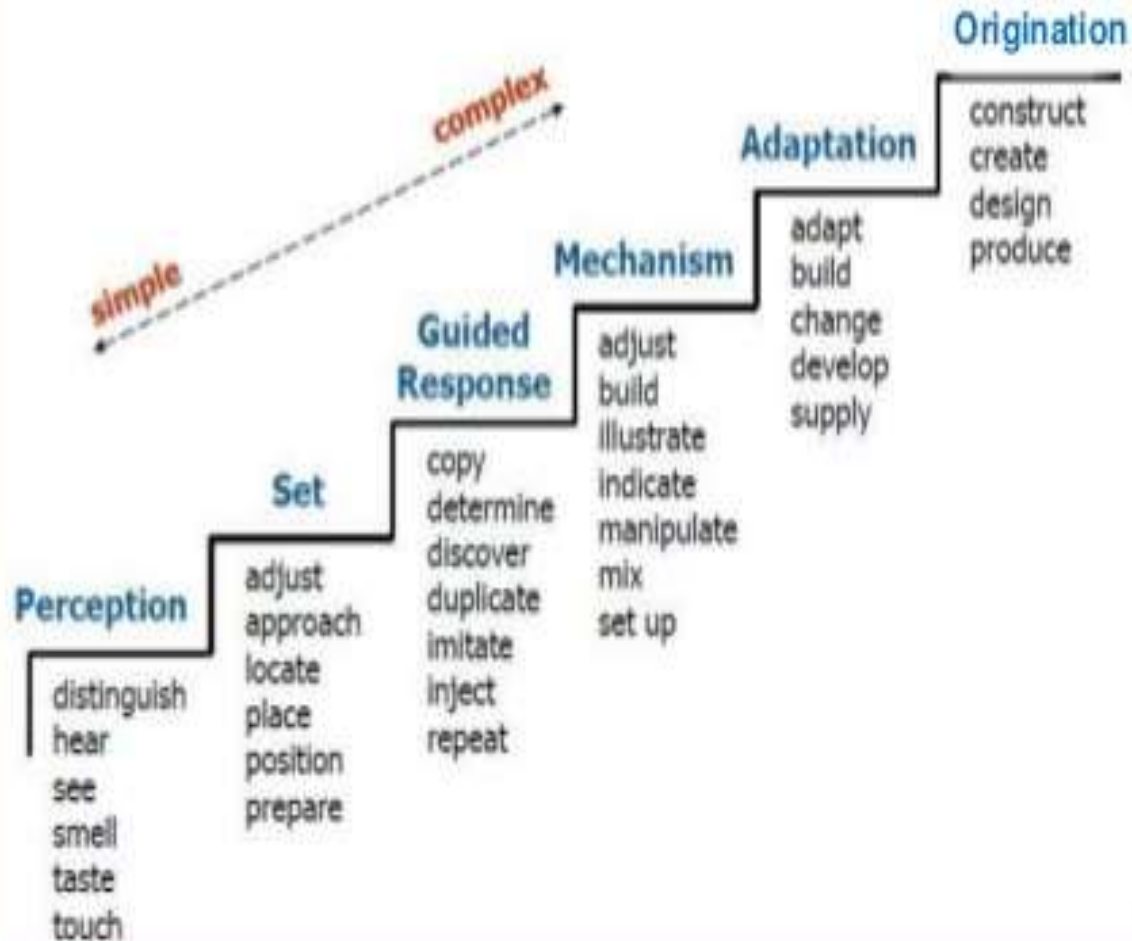 Origination
construct
create
design
produce
complex
simple
Adaptation
adapt
build
change
develop
supply
Mechanism
adjust
build
illustrate
indicate
manipulate
mix
set up
Guided
Response
copy
determine
discover
duplicate
imitate
inject
repeat
Set
adjust
approach
locate
place
position
prepare
Perception
distinguish
hear
see
smell
taste
touch